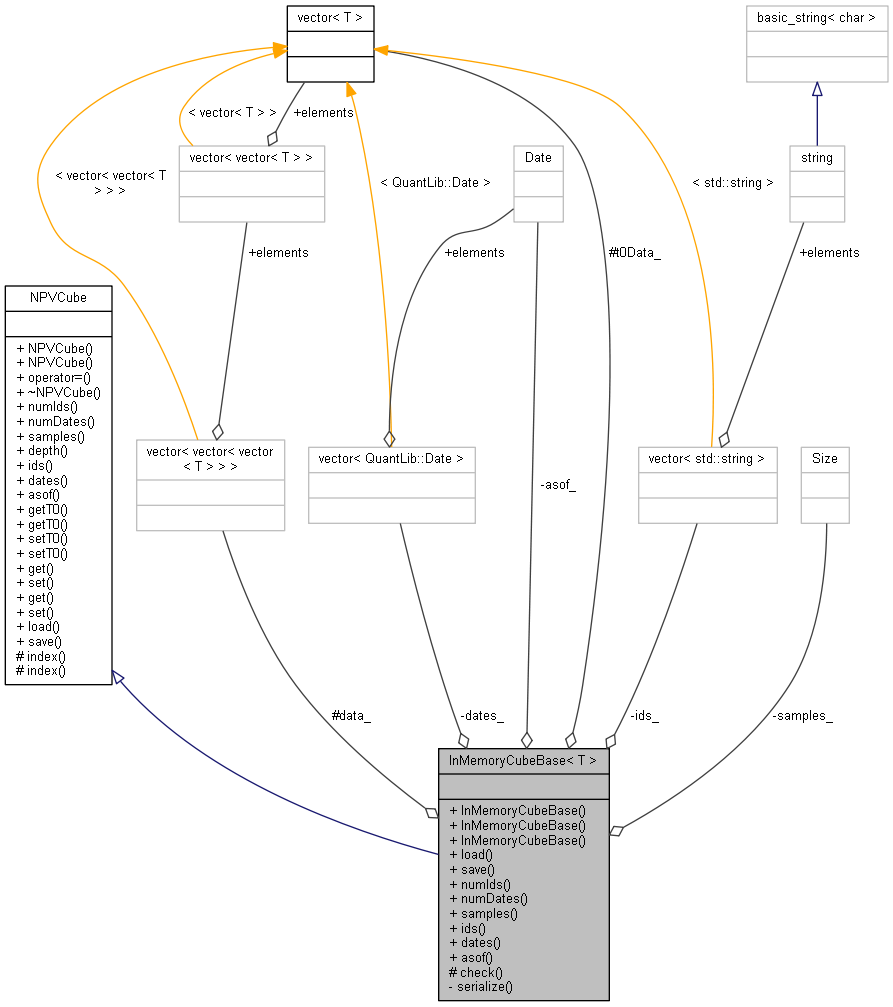 vector< T >
basic_string< char >
< vector< T > >
+elements
vector< vector< T > >
Date
string
< vector< vector< T
> > >
< QuantLib::Date >
< std::string >
+elements
+elements
#t0Data_
+elements
NPVCube
+ NPVCube()
+ NPVCube()
+ operator=()
+ ~NPVCube()
+ numIds()
+ numDates()
+ samples()
+ depth()
+ ids()
+ dates()
+ asof()
+ getT0()
+ getT0()
+ setT0()
+ setT0()
+ get()
+ set()
+ get()
+ set()
+ load()
+ save()
# index()
# index()
vector< vector< vector
< T > > >
vector< QuantLib::Date >
vector< std::string >
Size
-asof_
#data_
-dates_
-ids_
-samples_
InMemoryCubeBase< T >
+ InMemoryCubeBase()
+ InMemoryCubeBase()
+ InMemoryCubeBase()
+ load()
+ save()
+ numIds()
+ numDates()
+ samples()
+ ids()
+ dates()
+ asof()
# check()
- serialize()